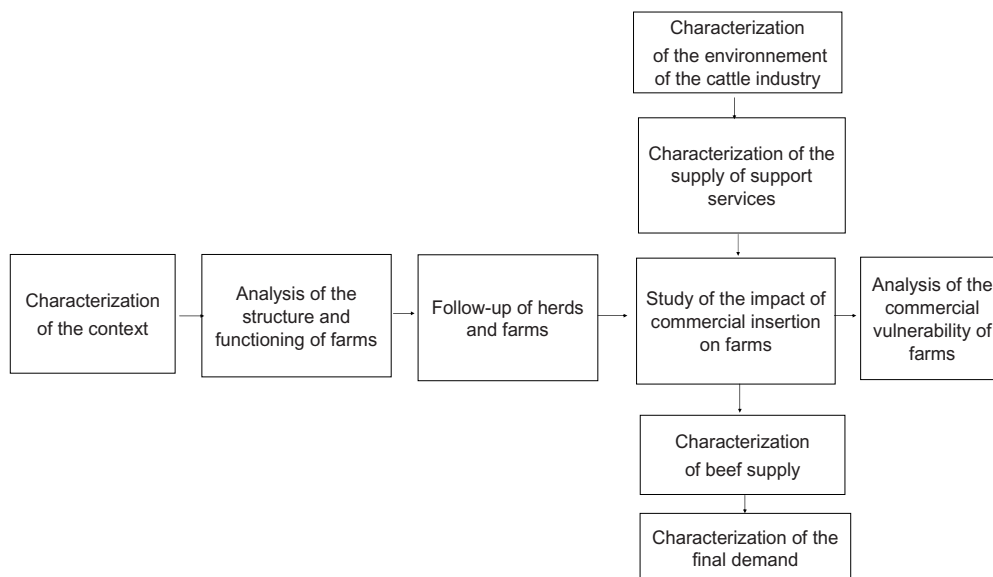 Characterization
of the environnement
of the cattle industry
Characterization of the
supply of support
services
Characterization
of the context
Analysis of the
structure and
functioning of farms
Follow-up of herds
and farms
Study of the impact of
commercial insertion
on farms
Analysis of the
commercial
vulnerability of
farms
Characterization
of beef supply
Characterization of the
final demand